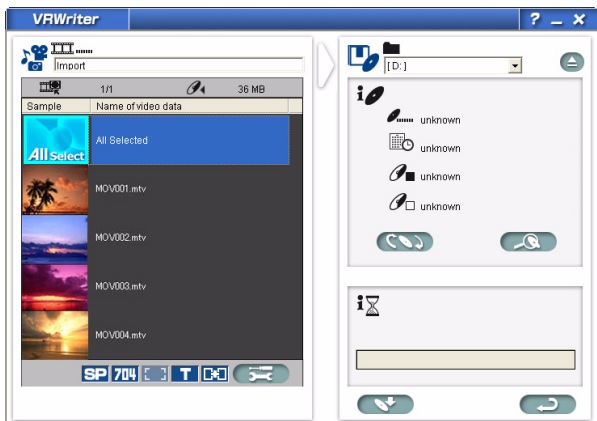 VRWriter
? _ ×
Import
1/1 36 MB
Sample Name of video data
All Select All Selected
MOV001.mtv
MOV002.mtv
MOV003.mtv
MOV004.mtv
SP 704 T
[D:]
i
unknown
unknown
unknown
unknown
i